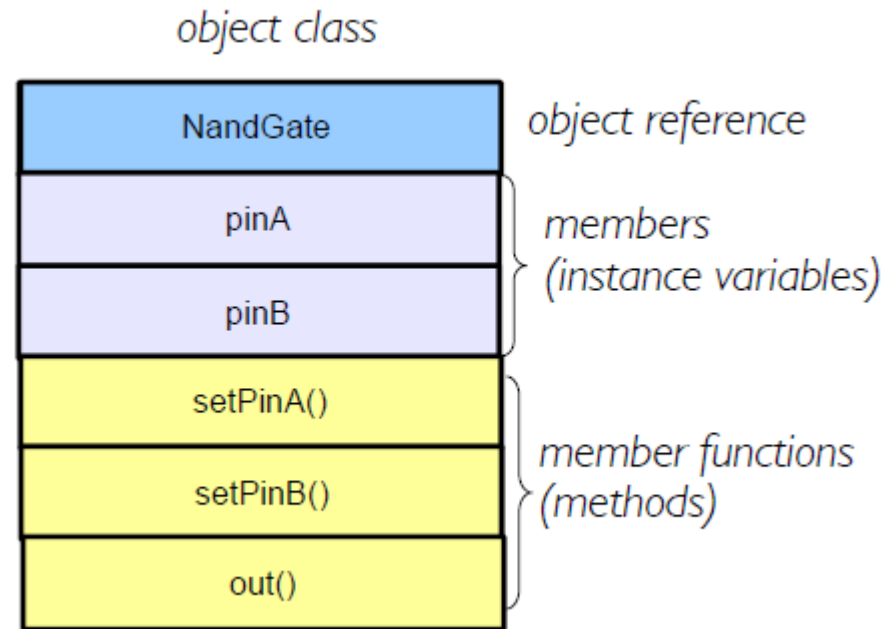 object class
NandGate
object reference
pinA
members
(instance variables)
pinB
setPinA()
member functions
(methods)
setPinB()
out()